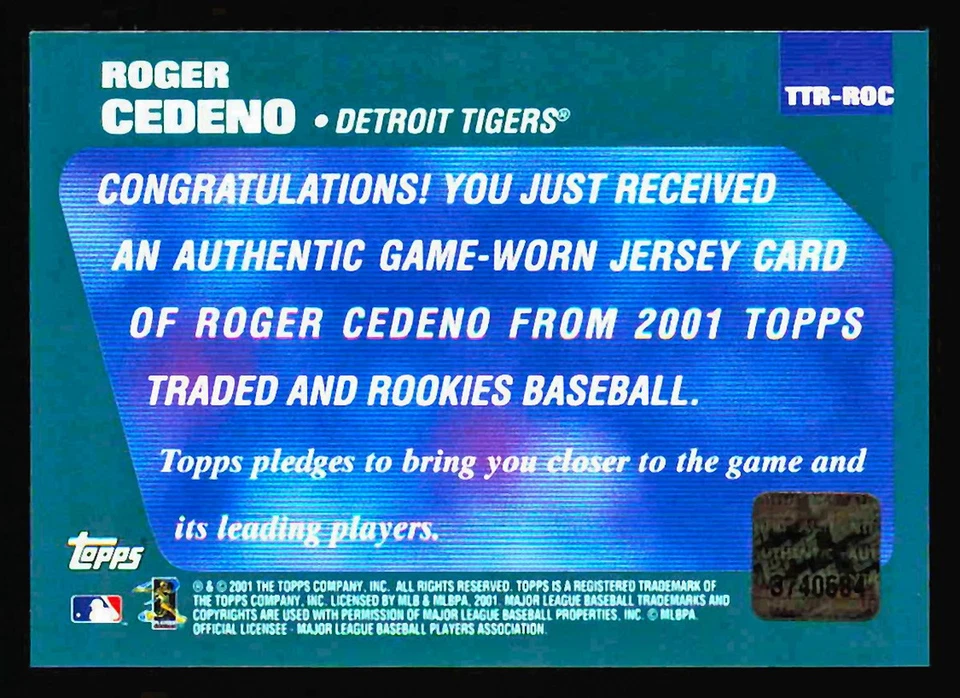 ROGER
CEDENO • DETROIT TIGERS®
TTR-ROC
CONGRATULATIONS! YOU JUST RECEIVED
AN AUTHENTIC GAME-WORN JERSEY CARD
OF ROGER CEDENO FROM 2001 TOPPS
TRADED AND ROOKIES BASEBALL.
Topps pledges to bring you closer to the game and
its leading players.
topps
® & © 2001 THE TOPPS COMPANY, INC. ALL RIGHTS RESERVED. TOPPS IS A REGISTERED TRADEMARK OF
THE TOPPS COMPANY, INC. LICENSED BY MLB & MLBPA, 2001. MAJOR LEAGUE BASEBALL TRADEMARKS AND
COPYRIGHTS ARE USED WITH PERMISSION OF MAJOR LEAGUE BASEBALL PROPERTIES, INC. © MLBPA.
OFFICIAL LICENSEE - MAJOR LEAGUE BASEBALL PLAYERS ASSOCIATION.